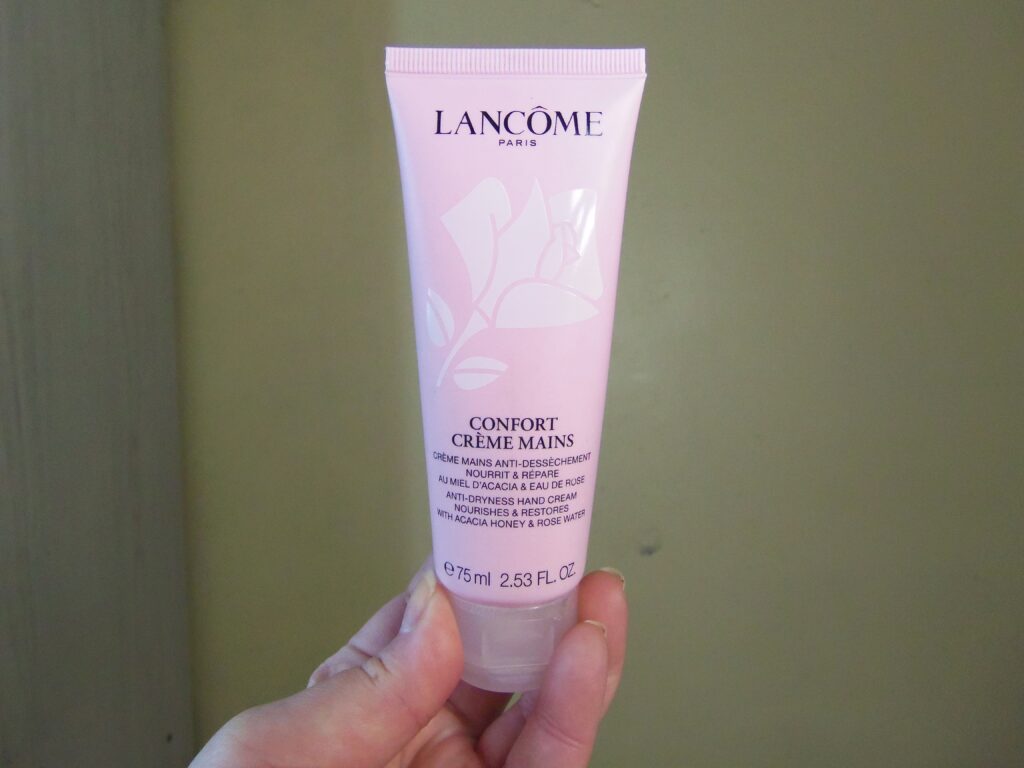 LANCÔME
PARIS
CONFORT
CRÈME MAINS
CRÈME MAINS ANTI-DESSÈCHEMENT
NOURRIT & RÉPARE
AU MIEL D'ACACIA & EAU DE ROSE
ANTI-DRYNESS HAND CREAM
NOURISHES & RESTORES
WITH ACACIA HONEY & ROSE WATER
℮75 ml 2.53 FL. OZ.